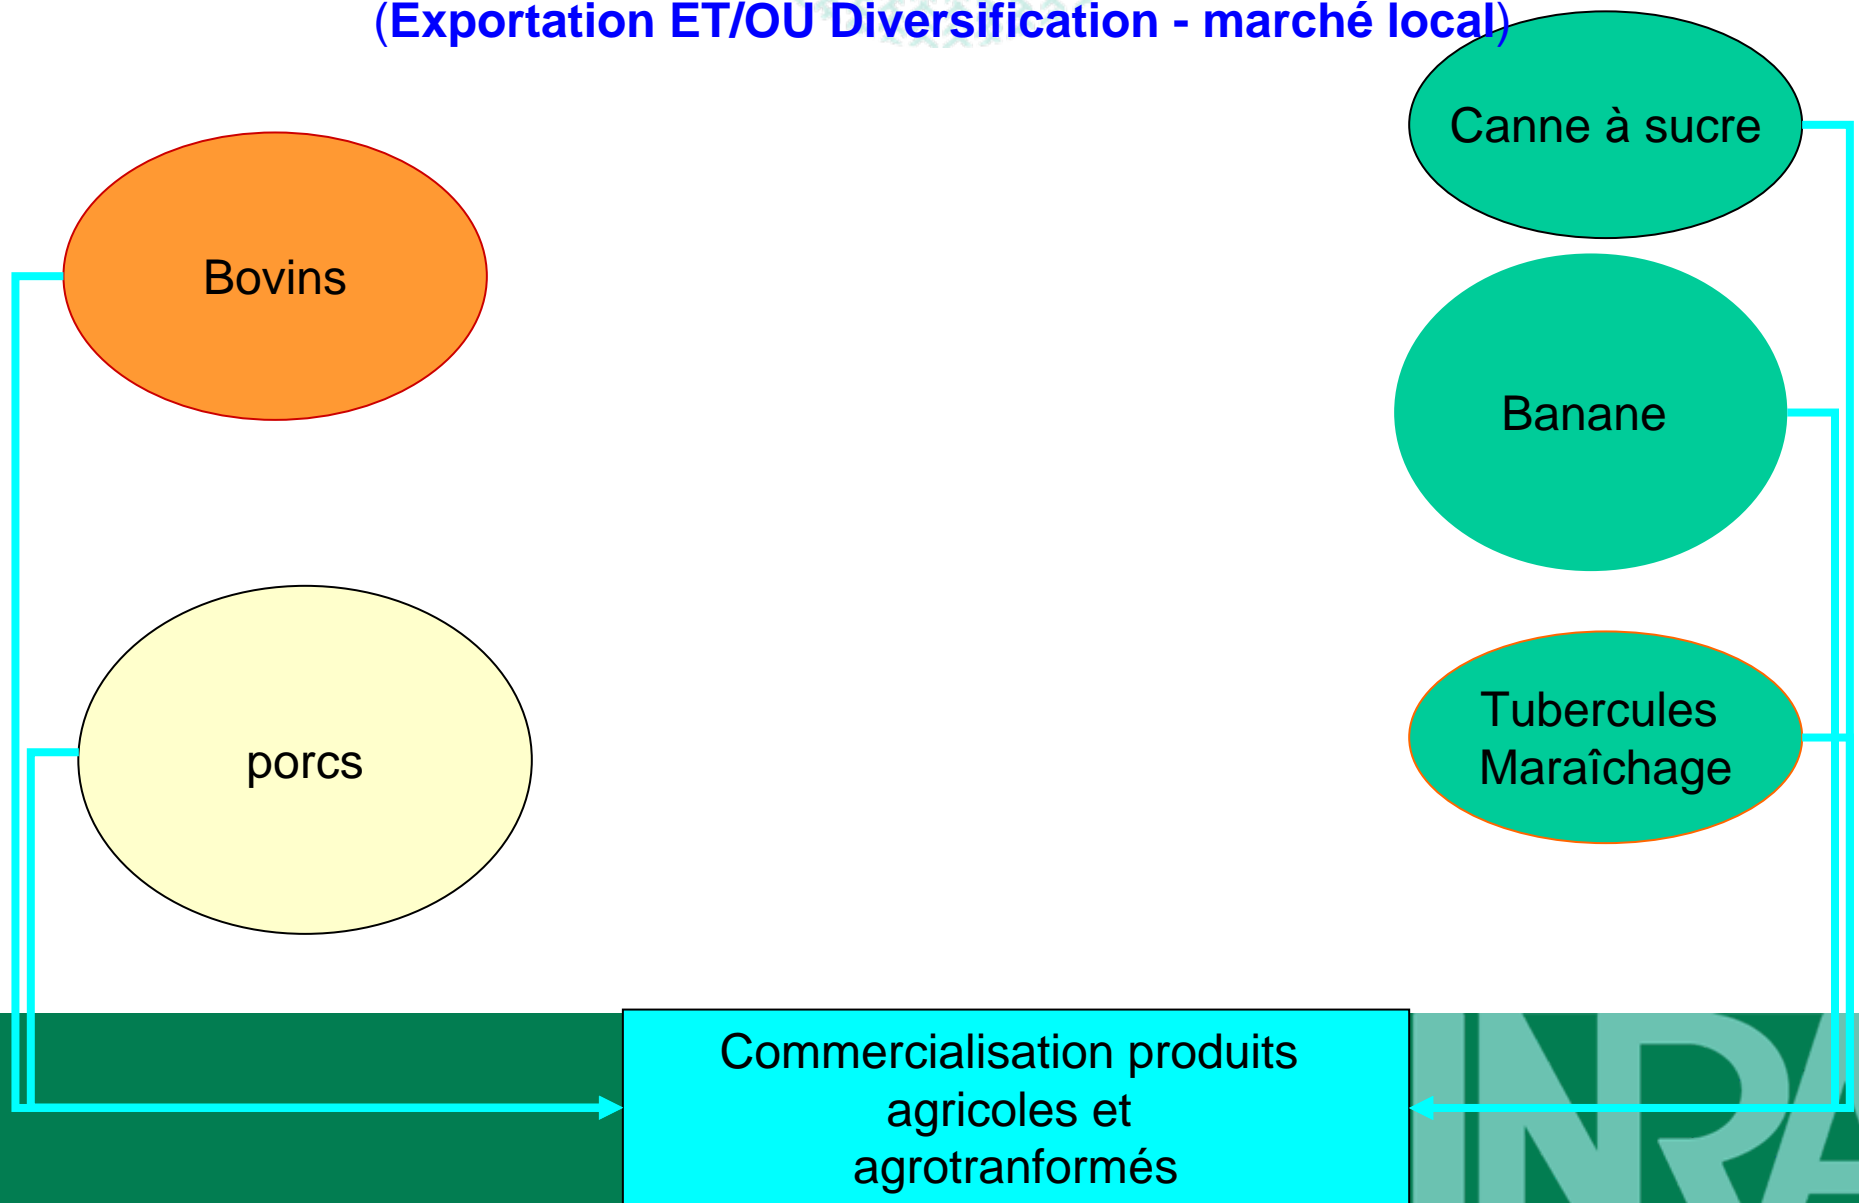 (Exportation ET/OU Diversification - marché local)
Canne à sucre
Bovins
Banane
Tubercules
Maraîchage
porcs
Commercialisation produits
agricoles et
agrotranformés
INRA